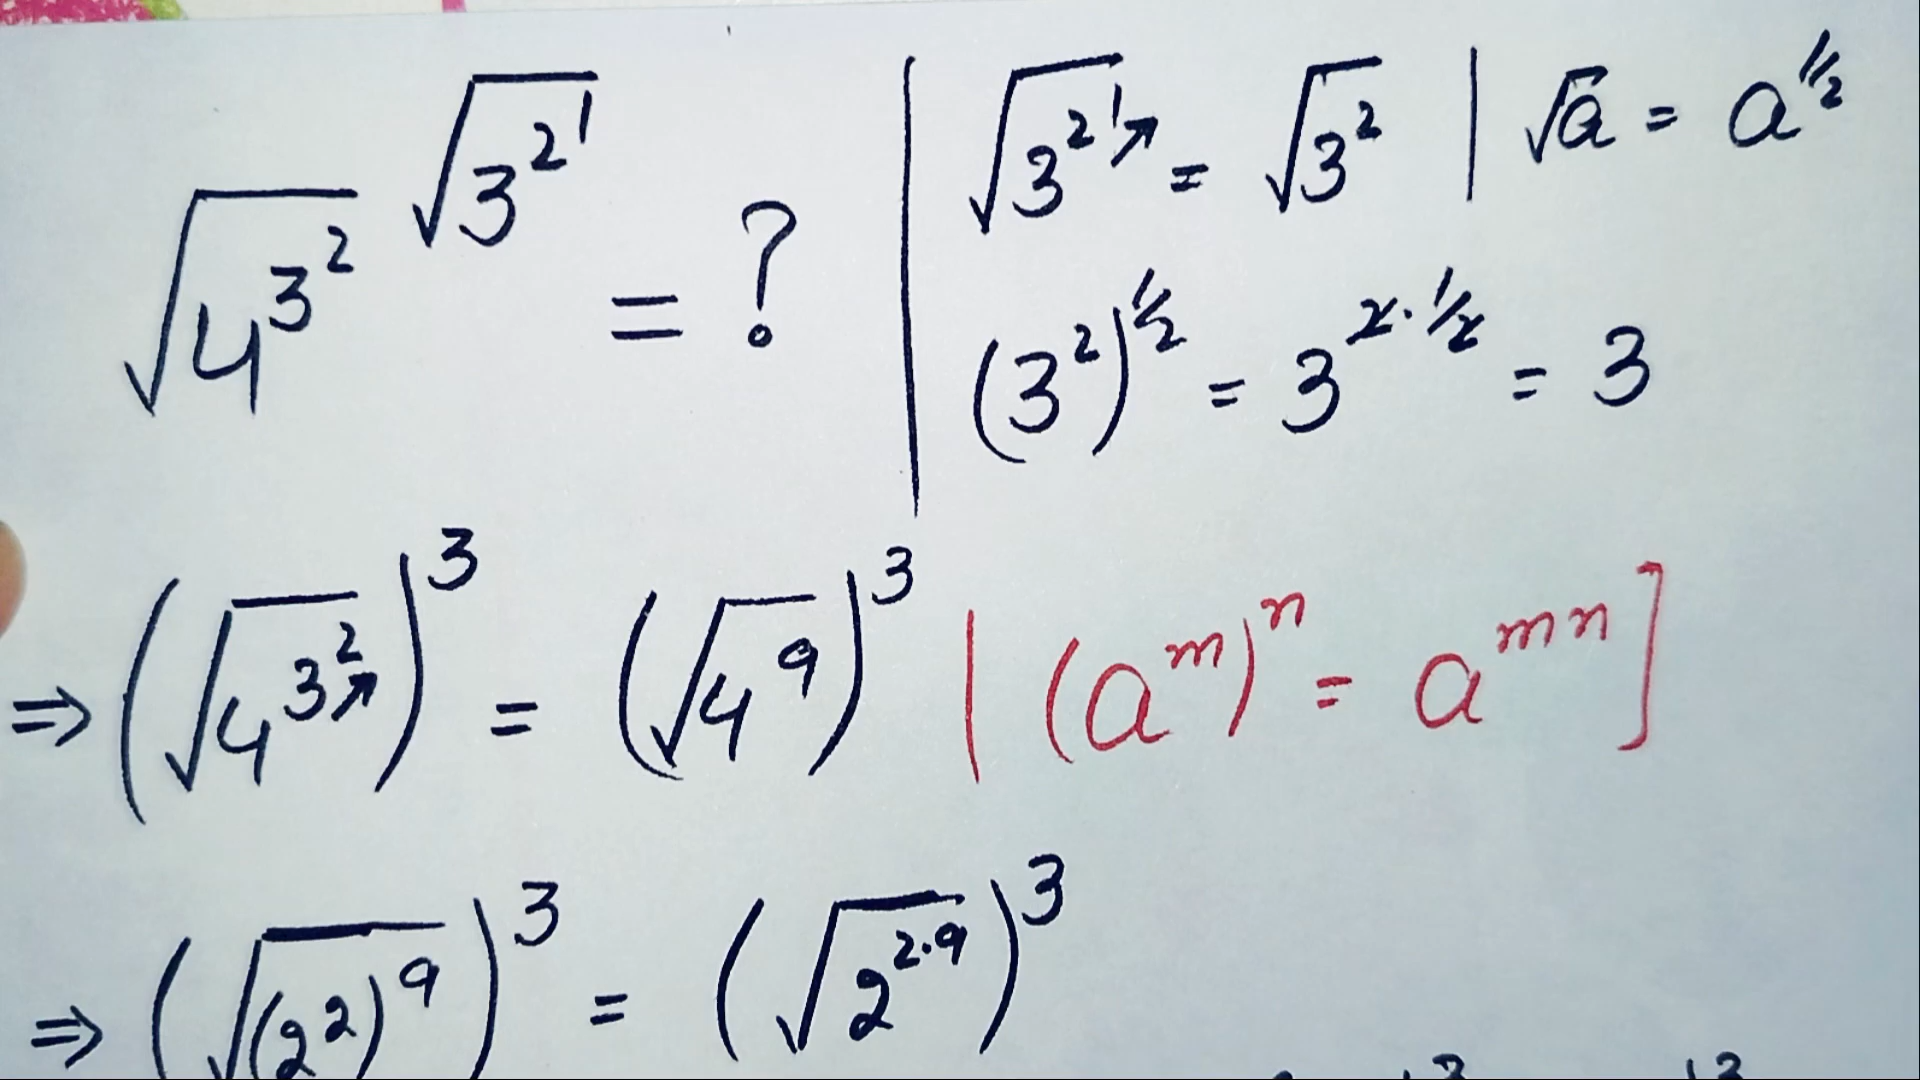 √(4^3^2)^√(3^2^1) = ?
√(3^2^1) = √(3^2) | √a = a^1/2
(3^2)^1/2 = 3^2·1/2 = 3
⇒ (√(4^3^2))^3 = (√(4^9))^3 | (a^m)^n = a^mn]
⇒ (√((2^2)^9))^3 = (√(2^2·9))^3